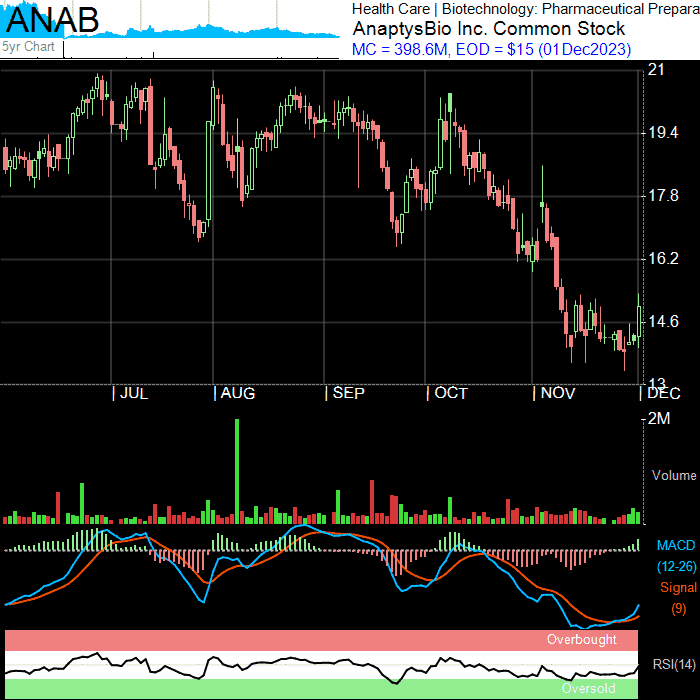 ANAB
5yr Chart
Health Care | Biotechnology: Pharmaceutical Prepara
AnaptysBio Inc. Common Stock
MC = 398.6M, EOD = $15 (01Dec2023)
21
19.4
17.8
16.2
14.6
13
JUL AUG SEP OCT NOV DEC
2M
Volume
MACD
(12-26)
Signal
(9)
Overbought
RSI(14)
Oversold